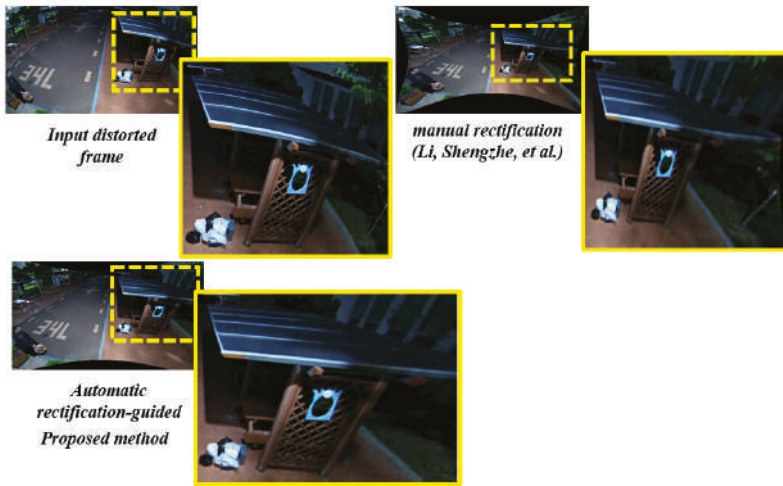 Input distorted
frame
manual rectification
(Li, Shengzhe, et al.)
Automatic
rectification-guided
Proposed method